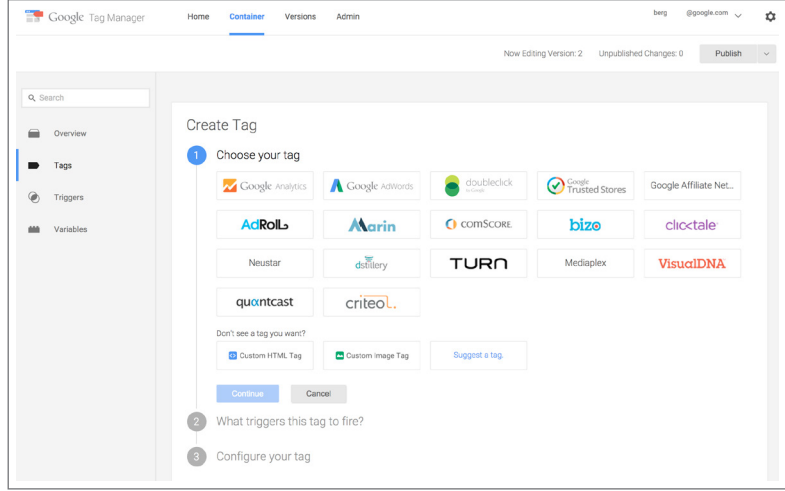 Google Tag Manager Home Container Versions Admin berg @google.com
Now Editing Version: 2 Unpublished Changes: 0 Publish
Search
Overview
Tags
Triggers
Variables
Create Tag
1 Choose your tag
Google Analytics Google AdWords doubleclick by Google Google Trusted Stores Google Affiliate Net...
AdRoll Marin comSCORE bizo clicktale
Neustar dstillery TURN Mediaplex VisualDNA
quantcast criteo
Don't see a tag you want?
Custom HTML Tag Custom Image Tag Suggest a tag.
Continue Cancel
2 What triggers this tag to fire?
3 Configure your tag